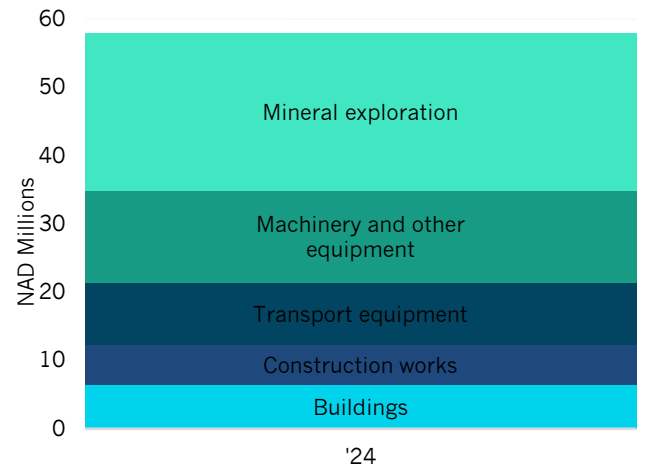 60
50
40
30
20
10
0
NAD Millions
Mineral exploration
Machinery and other
equipment
Transport equipment
Construction works
Buildings
'24